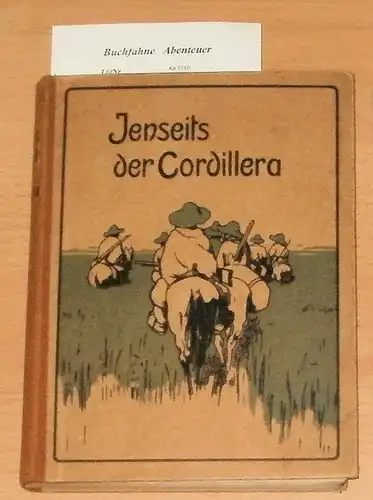 Buchfahne Abenteuer
Jenseits
der Cordillera